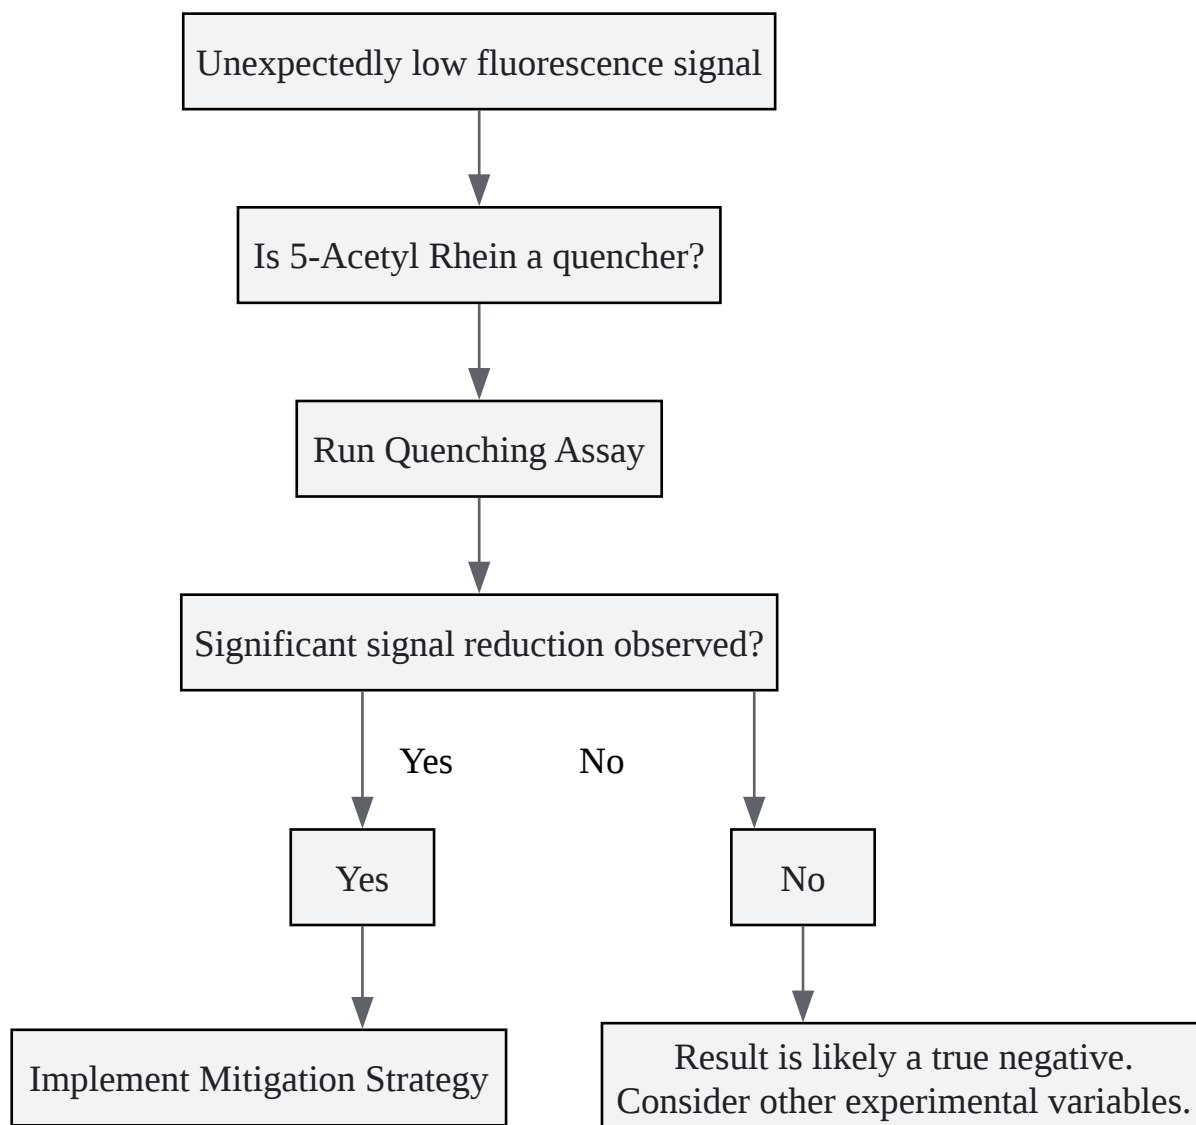 Unexpectedly low fluorescence signal
Is 5-Acetyl Rhein a quencher?
Run Quenching Assay
Significant signal reduction observed?
Yes
No
Yes
No
Implement Mitigation Strategy
Result is likely a true negative.
Consider other experimental variables.